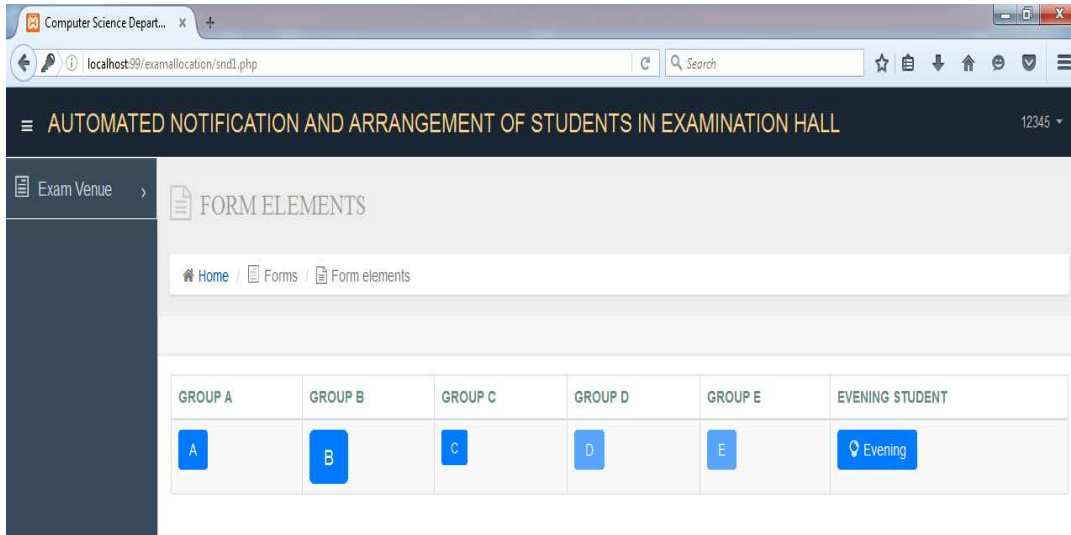 Computer Science Depart... × +
localhost:99/examallocation/snd1.php Search
≡ AUTOMATED NOTIFICATION AND ARRANGEMENT OF STUDENTS IN EXAMINATION HALL 12345
Exam Venue ›
FORM ELEMENTS
Home / Forms / Form elements
GROUP A GROUP B GROUP C GROUP D GROUP E EVENING STUDENT
A B C D E Evening